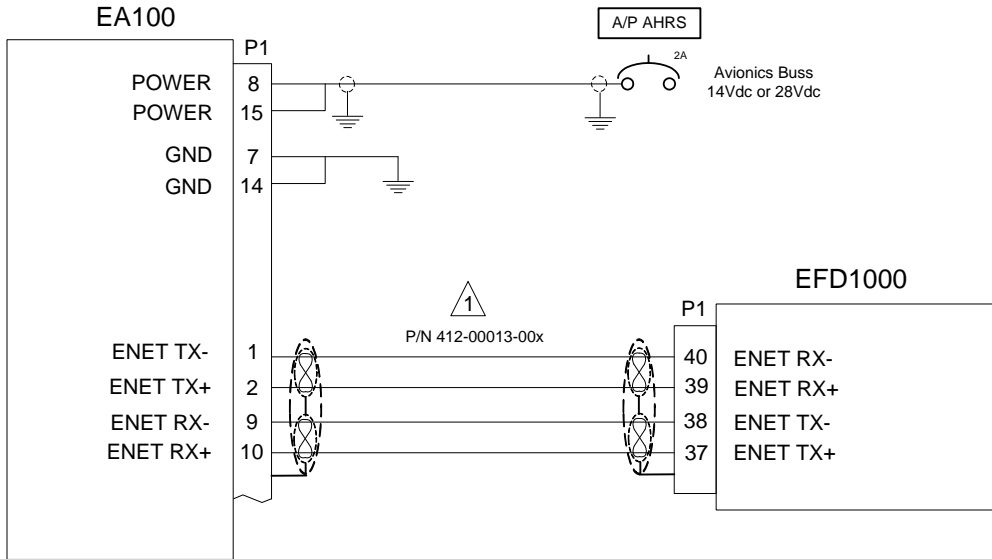 EA100
A/P AHRS
P1
2A
POWER 8
Avionics Buss
14Vdc or 28Vdc
POWER 15
GND 7
GND 14
EFD1000
1
P1
P/N 412-00013-00x
ENET TX- 1
40 ENET RX-
ENET TX+ 2
39 ENET RX+
ENET RX- 9
38 ENET TX-
ENET RX+ 10
37 ENET TX+